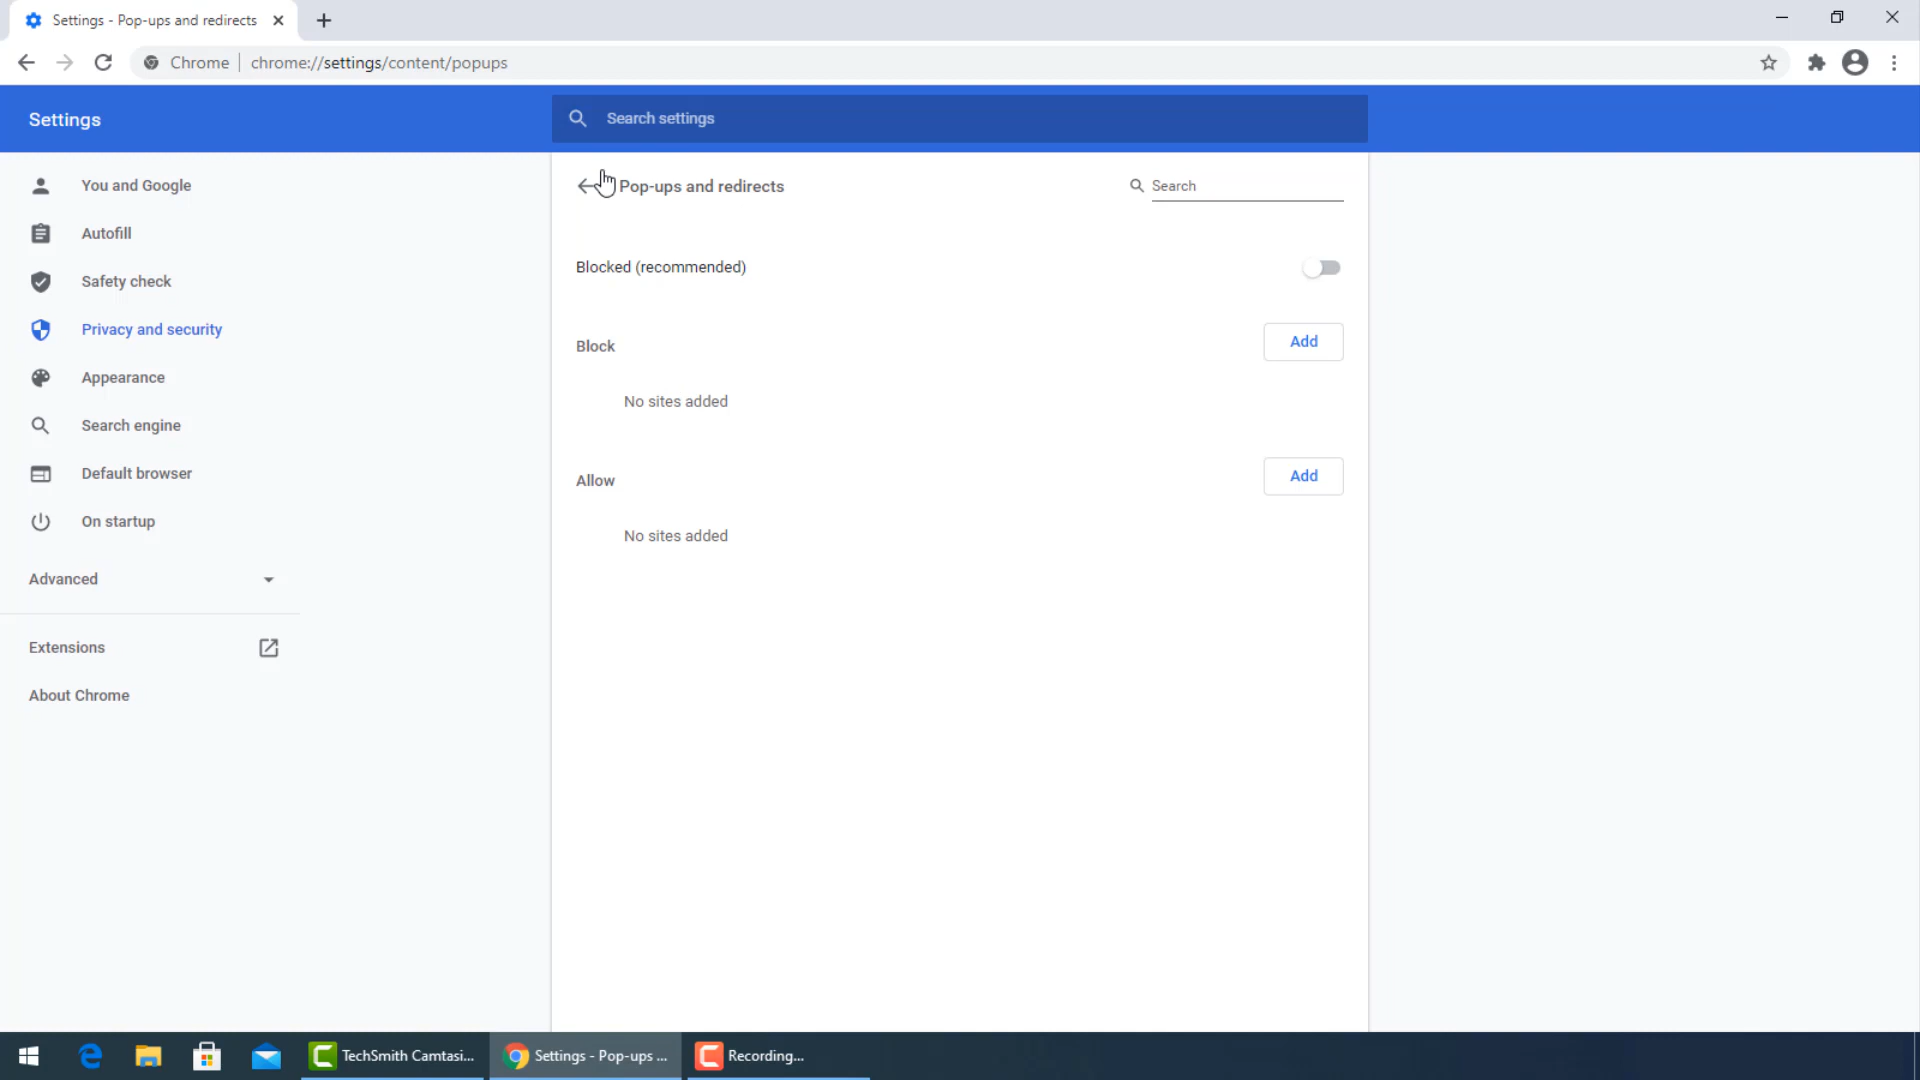 Settings - Pop-ups and redirects
Chrome
chrome://settings/content/popups
Settings
Search settings
You and Google
Autofill
Safety check
Privacy and security
Appearance
Search engine
Default browser
On startup
Advanced
Extensions
About Chrome
Pop-ups and redirects
Search
Blocked (recommended)
Block
Add
No sites added
Allow
Add
No sites added
TechSmith Camtasi...
Settings - Pop-ups ...
Recording...